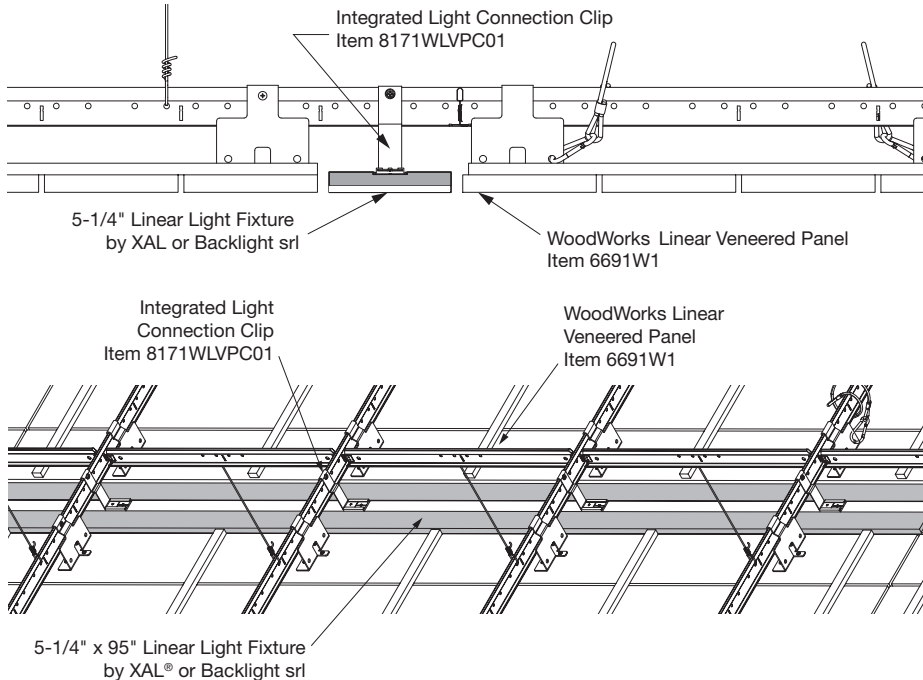 Integrated Light Connection Clip
Item 8171WLVPC01
5-1/4" Linear Light Fixture
by XAL or Backlight srl
WoodWorks Linear Veneered Panel
Item 6691W1
Integrated Light
Connection Clip
Item 8171WLVPC01
WoodWorks Linear
Veneered Panel
Item 6691W1
5-1/4" x 95" Linear Light Fixture
by XAL® or Backlight srl